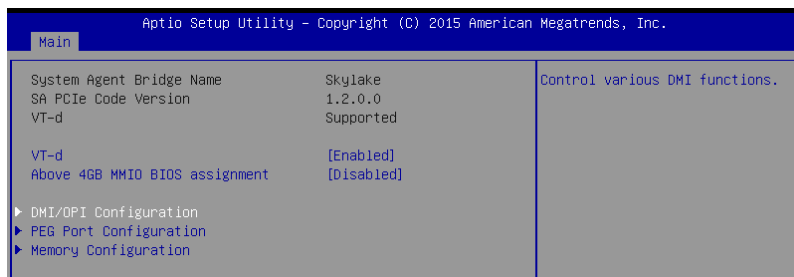 Aptio Setup Utility – Copyright (C) 2015 American Megatrends, Inc.
Main
System Agent Bridge Name Skylake
SA PCIe Code Version 1.2.0.0
VT-d Supported
VT-d [Enabled]
Above 4GB MMIO BIOS assignment [Disabled]
DMI/OPI Configuration
PEG Port Configuration
Memory Configuration
Control various DMI functions.